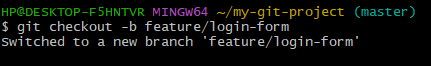 HP@DESKTOP-F5HNTVR MINGW64 ~/my-git-project (master)
$ git checkout -b feature/login-form
Switched to a new branch 'feature/login-form'